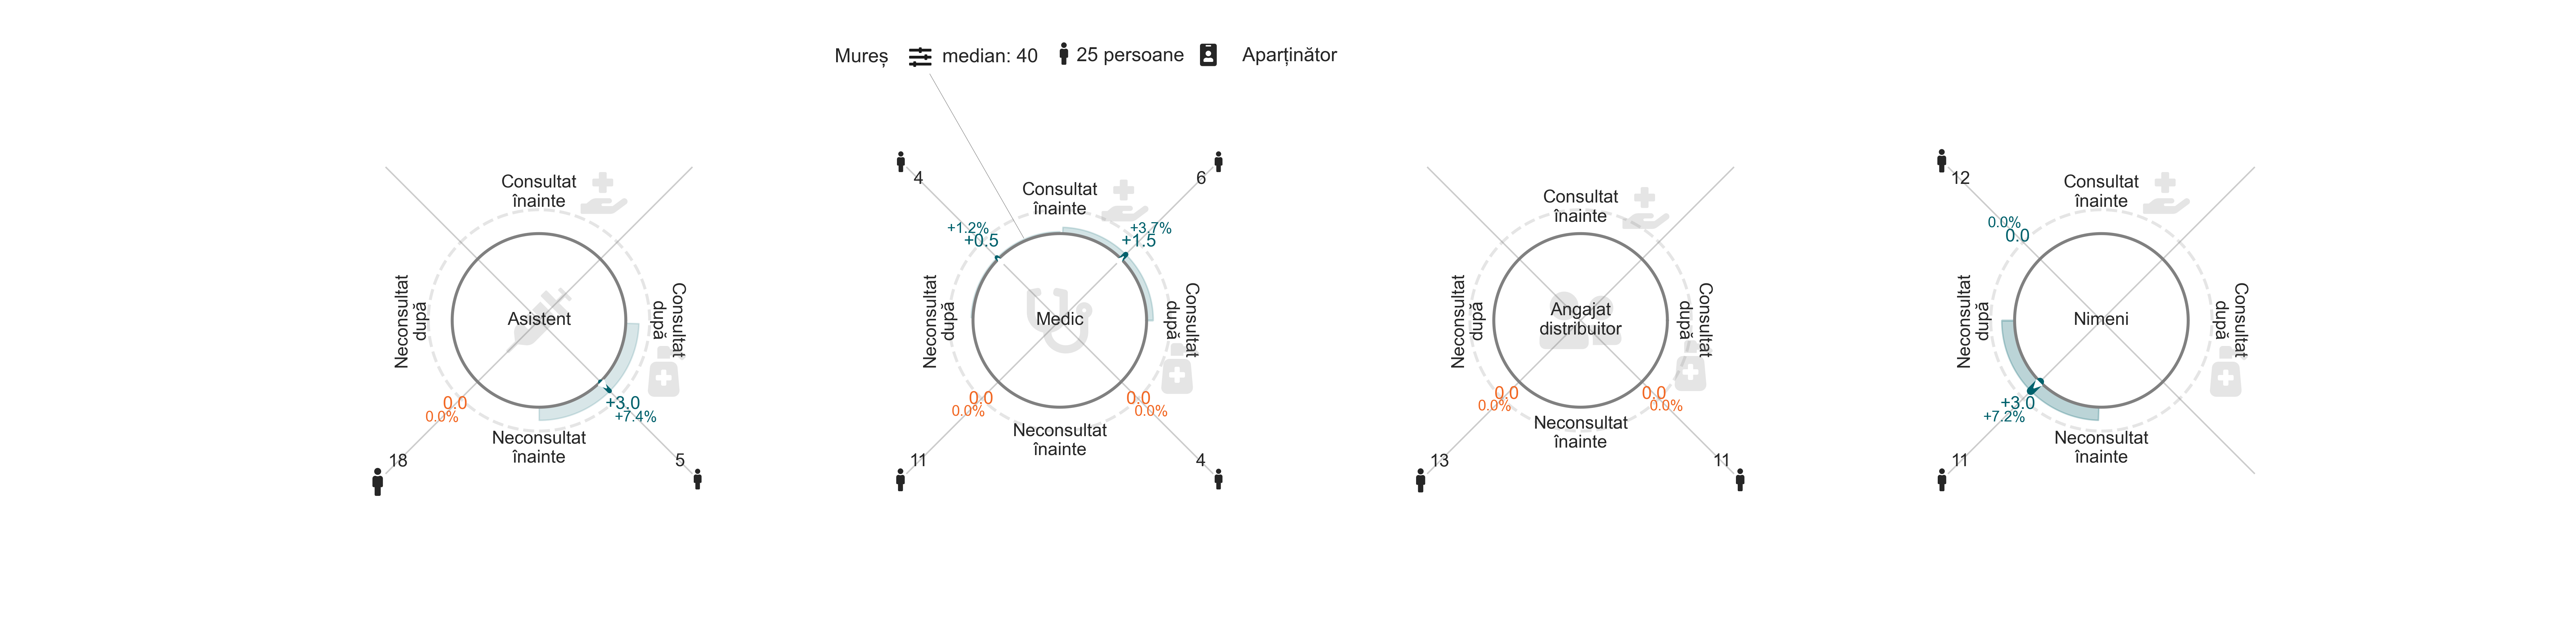 Mureș median: 40 25 persoane Aparținător
Consultat
înainte
Neconsultat
după
Asistent
Consultat
după
0.0
0.0%
+3.0
+7.4%
Neconsultat
înainte
18
5
4
6
Consultat
înainte
+1.2%
+0.5
+3.7%
+1.5
Neconsultat
după
Medic
Consultat
după
0.0
0.0%
0.0
0.0%
Neconsultat
înainte
11
4
Consultat
înainte
Neconsultat
după
Angajat
distribuitor
Consultat
după
0.0
0.0%
0.0
0.0%
Neconsultat
înainte
13
11
12
Consultat
înainte
0.0%
0.0
Neconsultat
după
Nimeni
Consultat
după
+3.0
+7.2%
Neconsultat
înainte
11